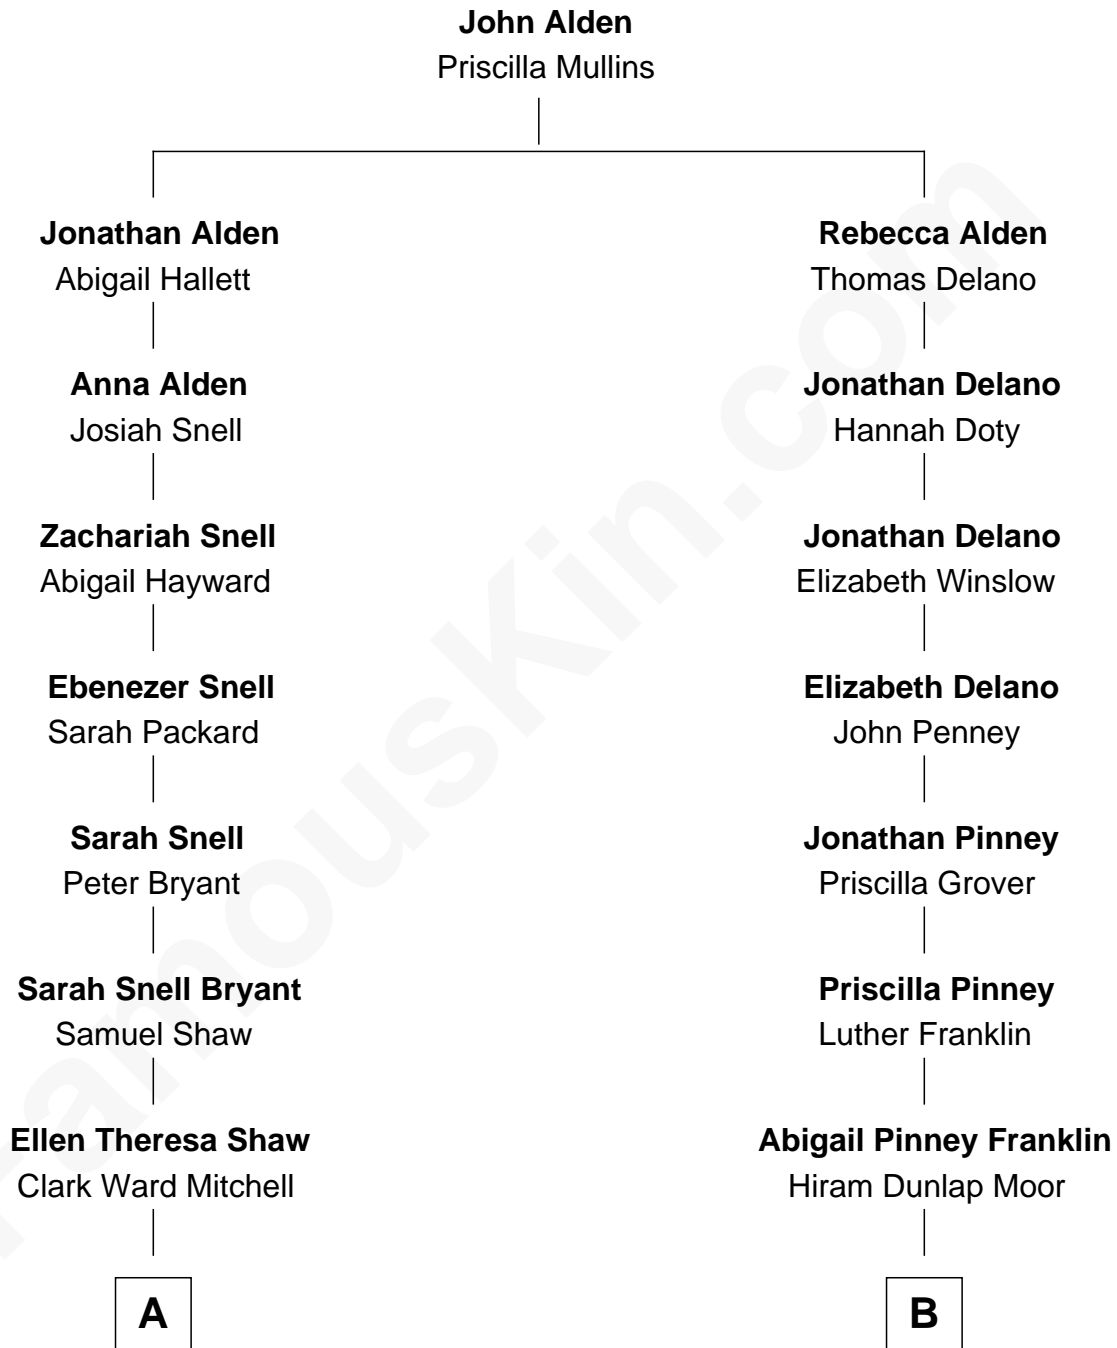 John Alden
Priscilla Mullins
Jonathan Alden
Abigail Hallett
Rebecca Alden
Thomas Delano
Anna Alden
Josiah Snell
Jonathan Delano
Hannah Doty
Zachariah Snell
Abigail Hayward
Jonathan Delano
Elizabeth Winslow
Ebenezer Snell
Sarah Packard
Elizabeth Delano
John Penney
Sarah Snell
Peter Bryant
Jonathan Pinney
Priscilla Grover
Sarah Snell Bryant
Samuel Shaw
Priscilla Pinney
Luther Franklin
Ellen Theresa Shaw
Clark Ward Mitchell
Abigail Pinney Franklin
Hiram Dunlap Moor
A
B
FamousKin.com